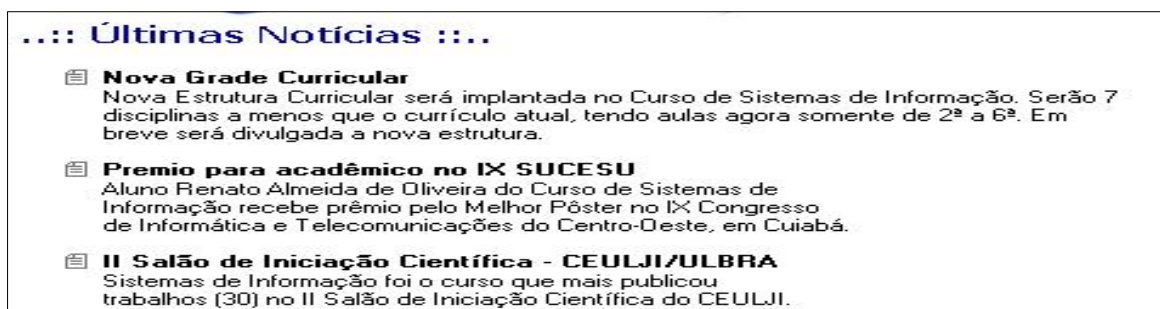 ..:: Últimas Notícias ::..
Nova Grade Curricular
Nova Estrutura Curricular será implantada no Curso de Sistemas de Informação. Serão 7
disciplinas a menos que o currículo atual, tendo aulas agora somente de 2ª a 6ª. Em
breve será divulgada a nova estrutura.
Premio para acadêmico no IX SUCESU
Aluno Renato Almeida de Oliveira do Curso de Sistemas de
Informação recebe prêmio pelo Melhor Pôster no IX Congresso
de Informática e Telecomunicações do Centro-Oeste, em Cuiabá.
II Salão de Iniciação Científica - CEULJI/ULBRA
Sistemas de Informação foi o curso que mais publicou
trabalhos (30) no II Salão de Iniciação Científica do CEULJI.